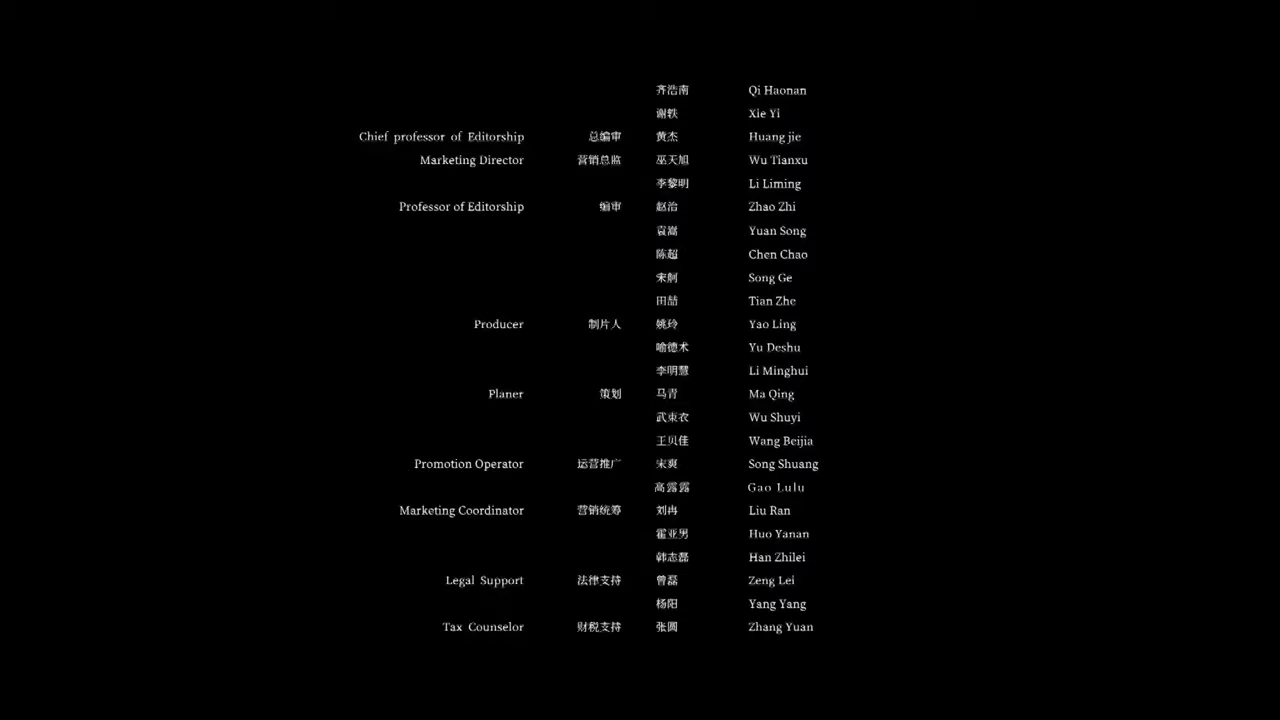 齐浩南 Qi Haonan
谢轶 Xie Yi
Chief professor of Editorship 总编审 黄杰 Huang jie
Marketing Director 营销总监 巫天旭 Wu Tianxu
李黎明 Li Liming
Professor of Editorship 编审 赵治 Zhao Zhi
袁嵩 Yuan Song
陈超 Chen Chao
宋舸 Song Ge
田喆 Tian Zhe
Producer 制片人 姚玲 Yao Ling
喻德术 Yu Deshu
李明慧 Li Minghui
Planer 策划 马青 Ma Qing
武束衣 Wu Shuyi
王贝佳 Wang Beijia
Promotion Operator 运营推广 宋爽 Song Shuang
高露露 Gao Lulu
Marketing Coordinator 营销统筹 刘冉 Liu Ran
霍亚男 Huo Yanan
韩志磊 Han Zhilei
Legal Support 法律支持 曾磊 Zeng Lei
杨阳 Yang Yang
Tax Counselor 财税支持 张圆 Zhang Yuan